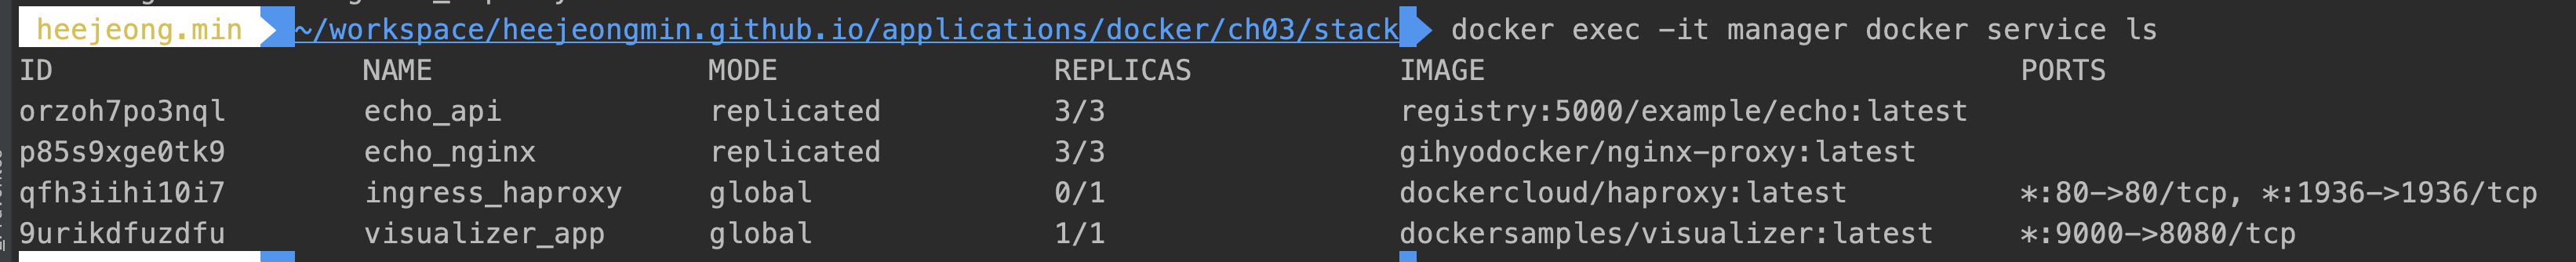 heejeong.min ~/workspace/heejeongmin.github.io/applications/docker/ch03/stack docker exec -it manager docker service ls
ID NAME MODE REPLICAS IMAGE PORTS
orzoh7po3nql echo_api replicated 3/3 registry:5000/example/echo:latest
p85s9xge0tk9 echo_nginx replicated 3/3 gihyodocker/nginx-proxy:latest
qfh3iihi10i7 ingress_haproxy global 0/1 dockercloud/haproxy:latest *:80->80/tcp, *:1936->1936/tcp
9urikdfuzdfu visualizer_app global 1/1 dockersamples/visualizer:latest *:9000->8080/tcp